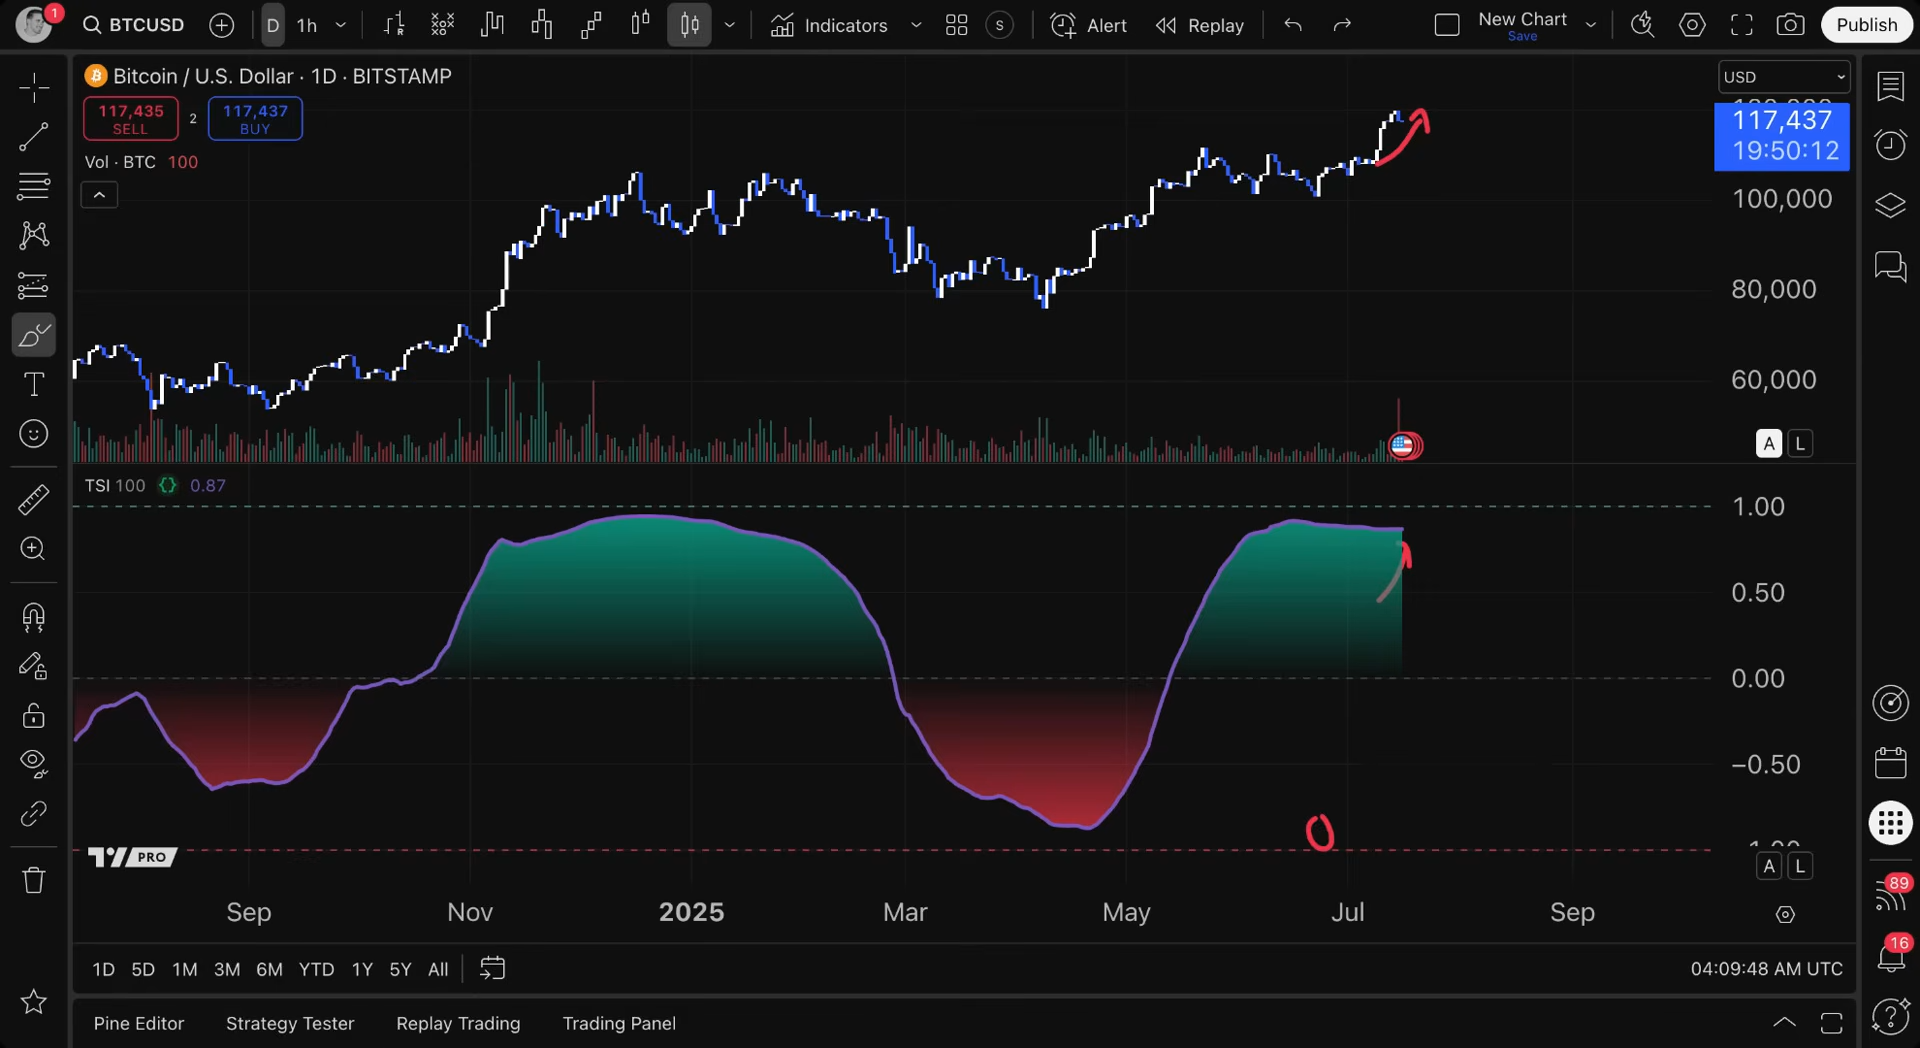 1
BTCUSD
D
1h
Indicators
S
Alert
Replay
New Chart
Save
Publish
Bitcoin / U.S. Dollar · 1D · BITSTAMP
USD
117,435
SELL
2
117,437
BUY
117,437
19:50:12
Vol · BTC 100
100,000
80,000
60,000
A L
TSI 100 {} 0.87
1.00
0.50
0.00
−0.50
PRO
A L
Sep Nov 2025 Mar May Jul Sep
89
16
1D 5D 1M 3M 6M YTD 1Y 5Y All
04:09:48 AM UTC
Pine Editor Strategy Tester Replay Trading Trading Panel